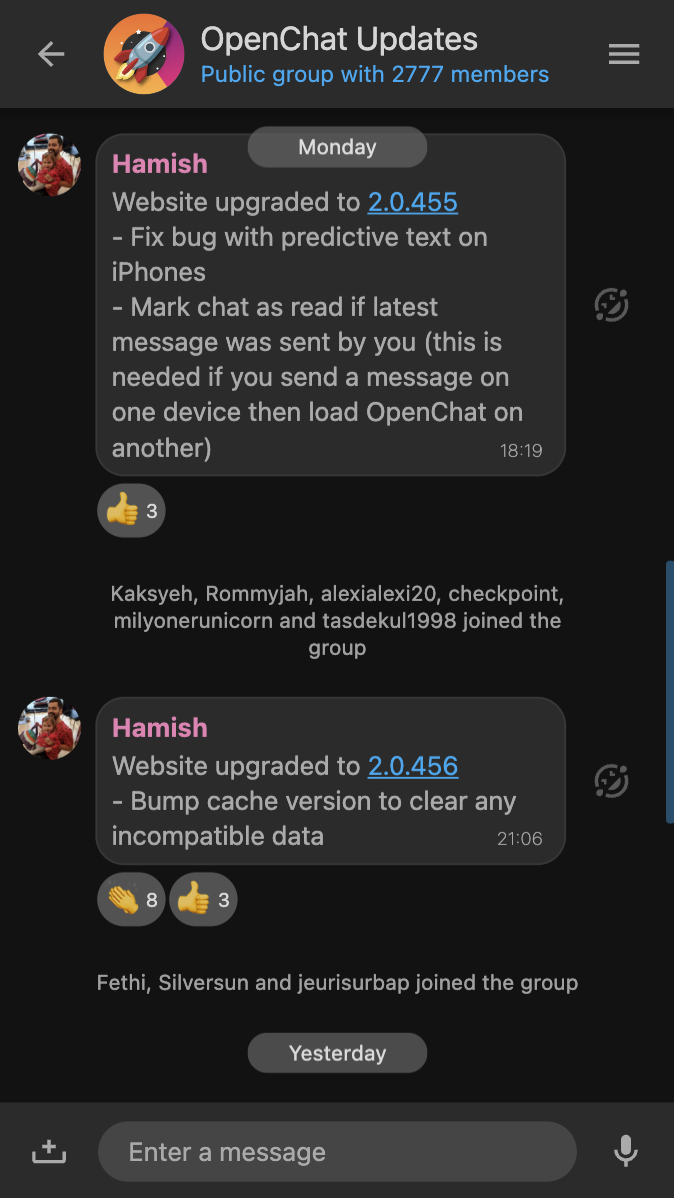 OpenChat Updates
Public group with 2777 members
Monday
Hamish
Website upgraded to 2.0.455
- Fix bug with predictive text on
iPhones
- Mark chat as read if latest
message was sent by you (this is
needed if you send a message on
one device then load OpenChat on
another)
18:19
👍 3
Kaksyeh, Rommyjah, alexialexi20, checkpoint,
milyonerunicorn and tasdekul1998 joined the
group
Hamish
Website upgraded to 2.0.456
- Bump cache version to clear any
incompatible data
21:06
👏 8 👍 3
Fethi, Silversun and jeurisurbap joined the group
Yesterday
Enter a message